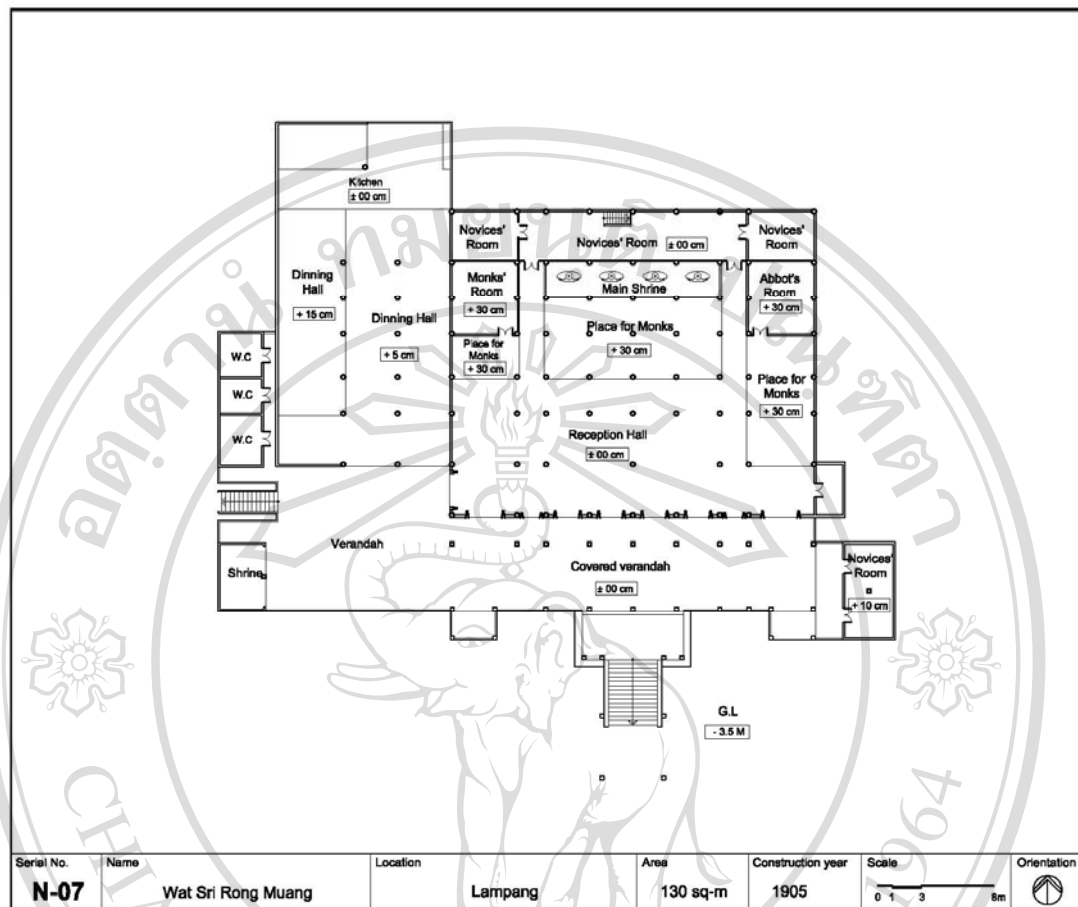 Kitchen
± 00 cm
Novices'
Room
Novices' Room
± 00 cm
Novices'
Room
Dinning
Hall
+ 15 cm
Monks'
Room
+ 30 cm
Main Shrine
Abbot's
Room
+ 30 cm
Dinning Hall
+ 5 cm
Place for Monks
+ 30 cm
W.C
Place for
Monks
+ 30 cm
W.C
Place for
Monks
+ 30 cm
W.C
Reception Hall
± 00 cm
Verandah
Covered verandah
± 00 cm
Shrine
Novices'
Room
+ 10 cm
G.L
- 3.5 M
1964
Serial No.
N-07
Name
Wat Sri Rong Muang
Location
Lampang
Area
130 sq-m
Construction year
1905
Scale
0 1 3 8m
Orientation